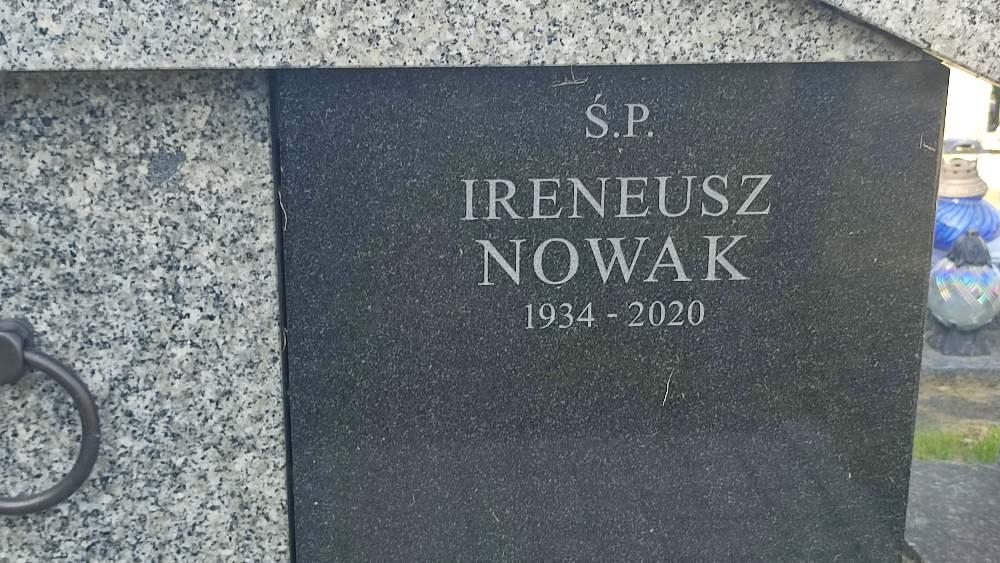 Ś.P.
IRENEUSZ
NOWAK
1934 - 2020